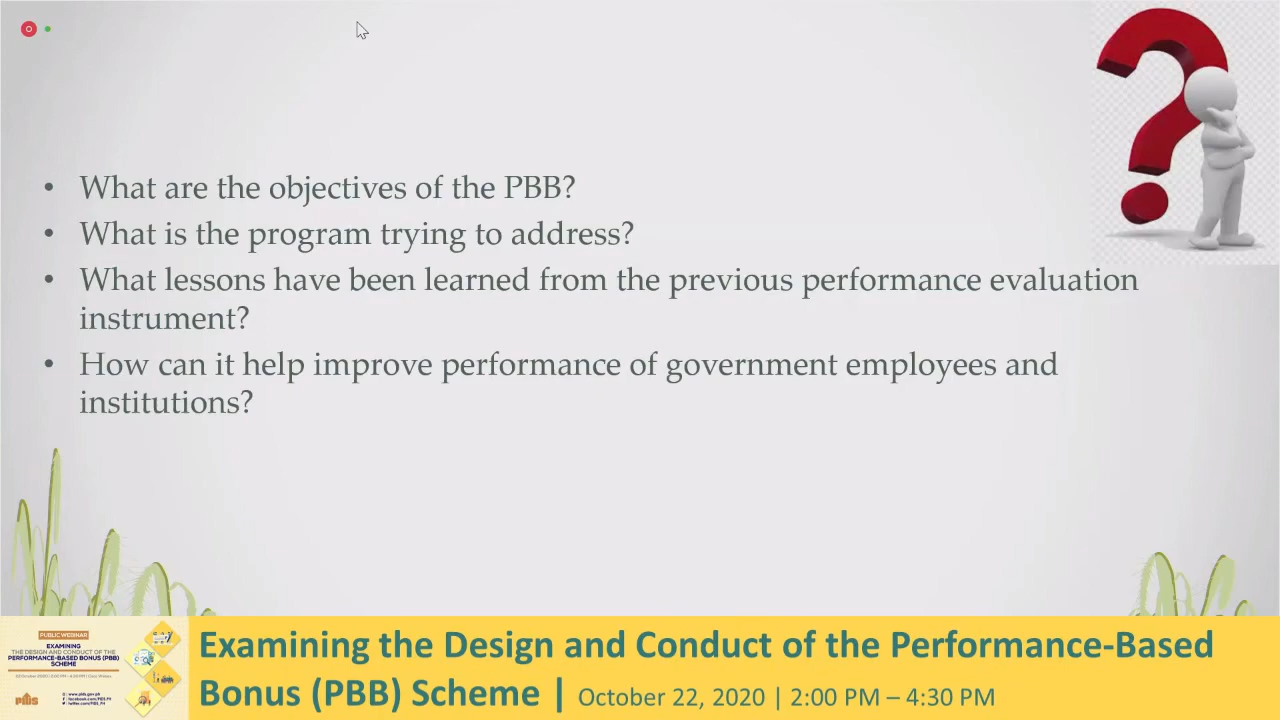 • What are the objectives of the PBB?
• What is the program trying to address?
• What lessons have been learned from the previous performance evaluation
instrument?
• How can it help improve performance of government employees and
institutions?
PUBLIC WEBINAR
EXAMINING
THE DESIGN AND CONDUCT OF THE
PERFORMANCE-BASED BONUS (PBB)
SCHEME
Examining the Design and Conduct of the Performance-Based
Bonus (PBB) Scheme | October 22, 2020 | 2:00 PM – 4:30 PM